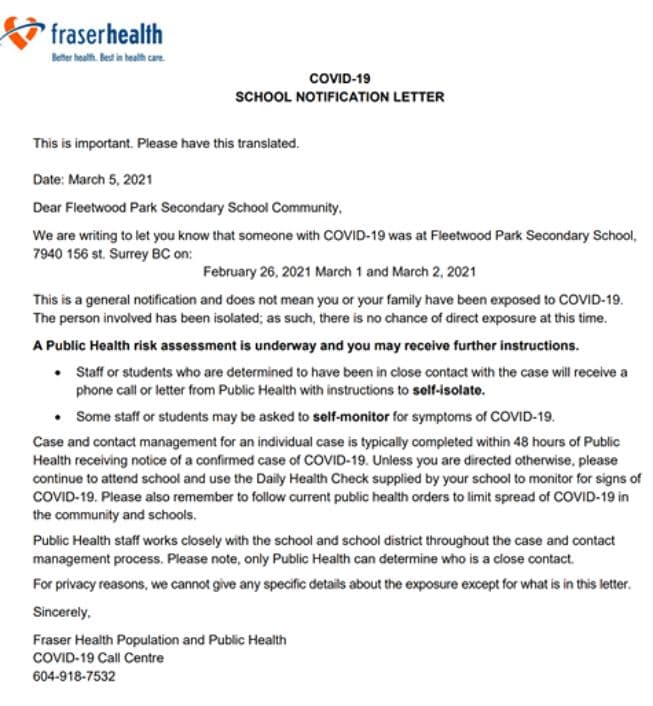 fraserhealth
Better health. Best in health care.
COVID-19
SCHOOL NOTIFICATION LETTER
This is important. Please have this translated.
Date: March 5, 2021
Dear Fleetwood Park Secondary School Community,
We are writing to let you know that someone with COVID-19 was at Fleetwood Park Secondary School,
7940 156 st. Surrey BC on:
February 26, 2021 March 1 and March 2, 2021
This is a general notification and does not mean you or your family have been exposed to COVID-19.
The person involved has been isolated; as such, there is no chance of direct exposure at this time.
A Public Health risk assessment is underway and you may receive further instructions.
• Staff or students who are determined to have been in close contact with the case will receive a
phone call or letter from Public Health with instructions to self-isolate.
• Some staff or students may be asked to self-monitor for symptoms of COVID-19.
Case and contact management for an individual case is typically completed within 48 hours of Public
Health receiving notice of a confirmed case of COVID-19. Unless you are directed otherwise, please
continue to attend school and use the Daily Health Check supplied by your school to monitor for signs of
COVID-19. Please also remember to follow current public health orders to limit spread of COVID-19 in
the community and schools.
Public Health staff works closely with the school and school district throughout the case and contact
management process. Please note, only Public Health can determine who is a close contact.
For privacy reasons, we cannot give any specific details about the exposure except for what is in this letter.
Sincerely,
Fraser Health Population and Public Health
COVID-19 Call Centre
604-918-7532